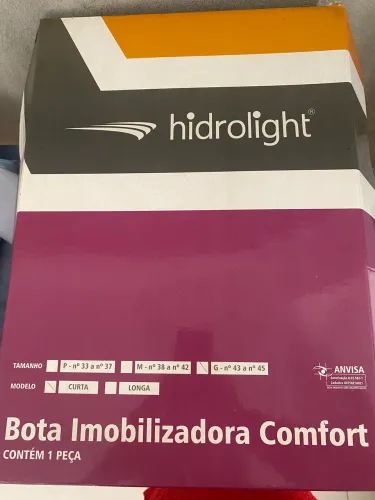 hidrolight®
TAMANHO P - nº 33 a nº 37 M - nº 38 a nº 42 G - nº 43 a nº 45
ANVISA
MODELO CURTA LONGA
Bota Imobilizadora Comfort
CONTÉM 1 PEÇA